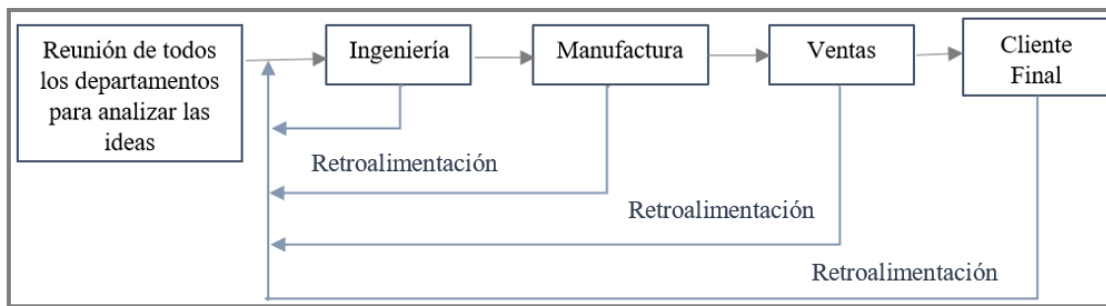 Reunión de todos
los departamentos
para analizar las
ideas
Ingeniería
Manufactura
Ventas
Cliente
Final
Retroalimentación
Retroalimentación
Retroalimentación